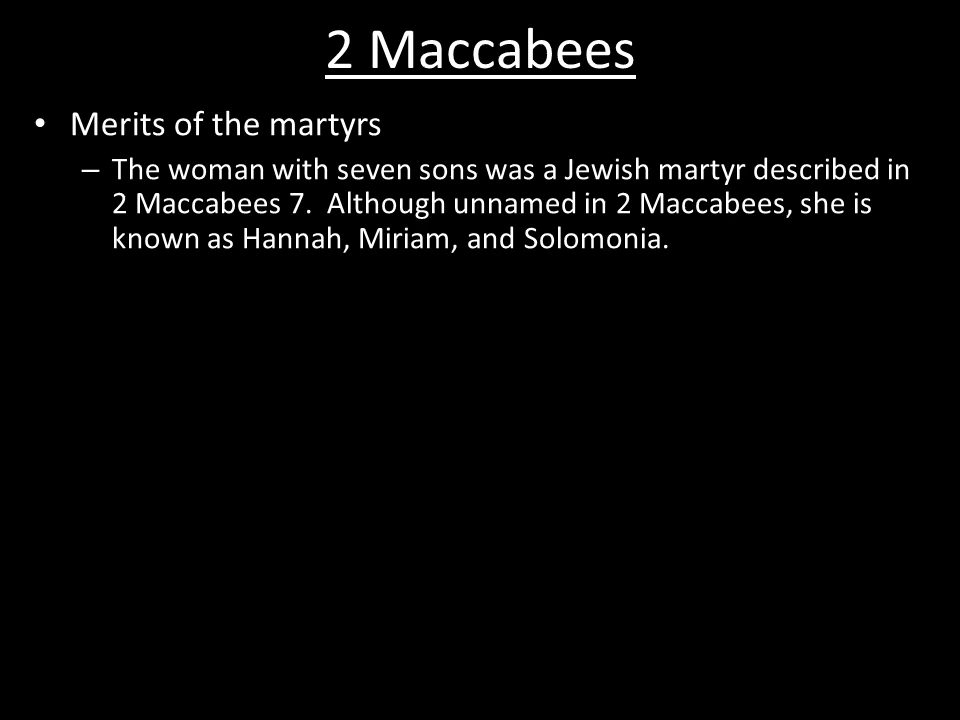 2 Maccabees
• Merits of the martyrs
– The woman with seven sons was a Jewish martyr described in
2 Maccabees 7.  Although unnamed in 2 Maccabees, she is
known as Hannah, Miriam, and Solomonia.